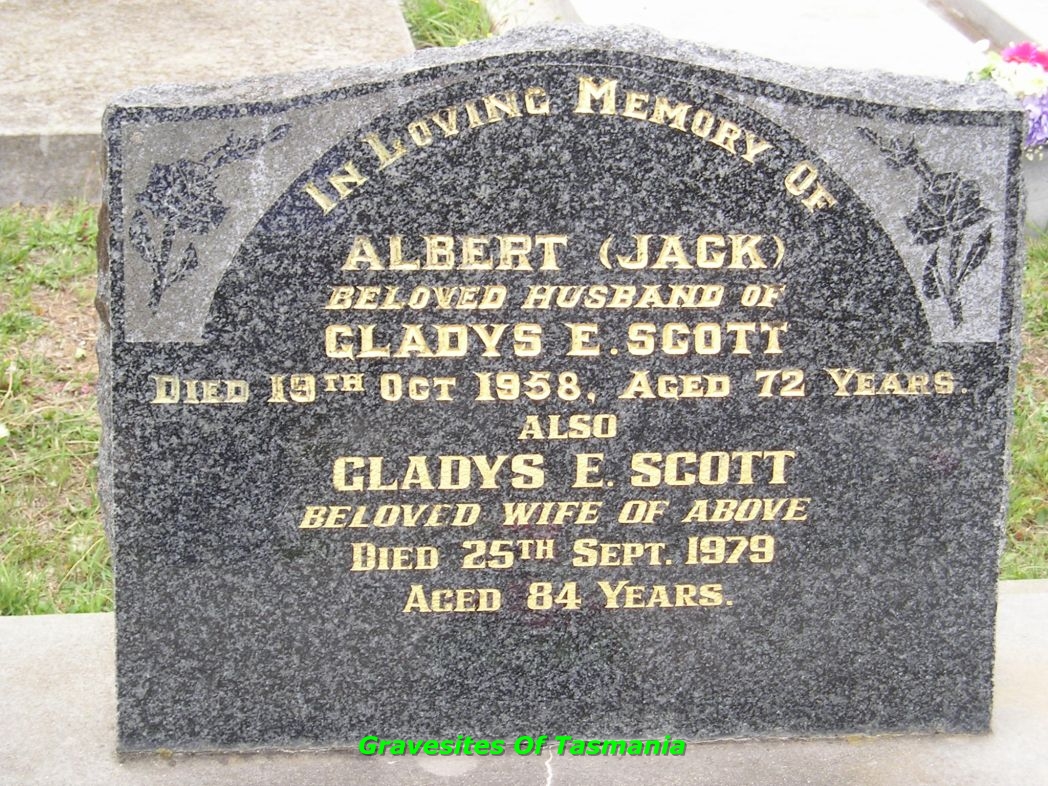 In Loving Memory Of
ALBERT (JACK)
BELOVED HUSBAND OF
GLADYS E. SCOTT
DIED 19TH OCT 1958, AGED 72 YEARS.
ALSO
GLADYS E. SCOTT
BELOVED WIFE OF ABOVE
DIED 25TH SEPT. 1979
AGED 84 YEARS.
Gravesites Of Tasmania